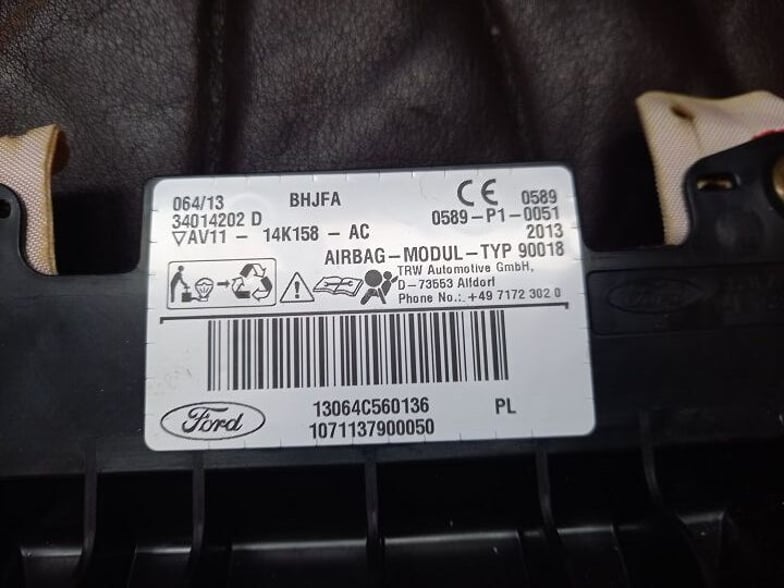 064/13 BHJFA CE 0589
34014202 D 0589-P1-0051
▽AV11 - 14K158 - AC 2013
AIRBAG-MODUL-TYP 90018
TRW Automotive GmbH,
D-73553 Alfdorf
Phone No.: +49 7172 302 0
13064C560136 PL
1071137900050
Ford
Ford